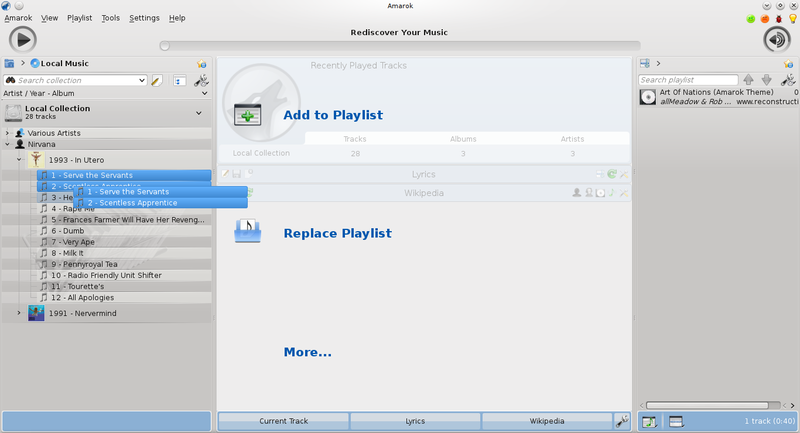 Amarok
Amarok View Playlist Tools Settings Help
Rediscover Your Music
Local Music
Search collection
Artist / Year - Album
Local Collection
28 tracks
Various Artists
Nirvana
1993 - In Utero
1 - Serve the Servants
2 - Scentless Apprentice
1 - Serve the Servants
2 - Scentless Apprentice
3 - He
4 - Rape Me
5 - Frances Farmer Will Have Her Reveng...
6 - Dumb
7 - Very Ape
8 - Milk It
9 - Pennyroyal Tea
10 - Radio Friendly Unit Shifter
11 - Tourette's
12 - All Apologies
1991 - Nervermind
Recently Played Tracks
Add to Playlist
Tracks Albums Artists
Local Collection 28 3 3
Lyrics
Wikipedia
Replace Playlist
More...
Current Track Lyrics Wikipedia
Search playlist
Art Of Nations (Amarok Theme)
allMeadow & Rob ... www.reconstructi
1 track (0:40)